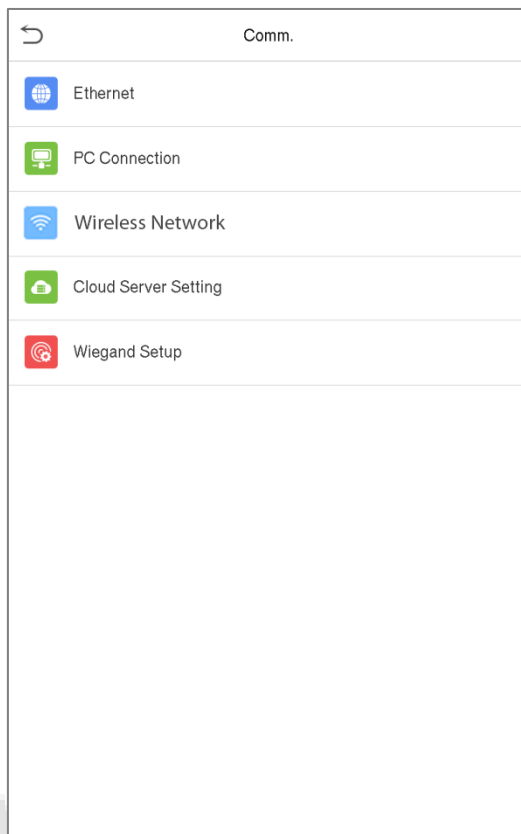 Comm.
Ethernet
PC Connection
Wireless Network
Cloud Server Setting
Wiegand Setup